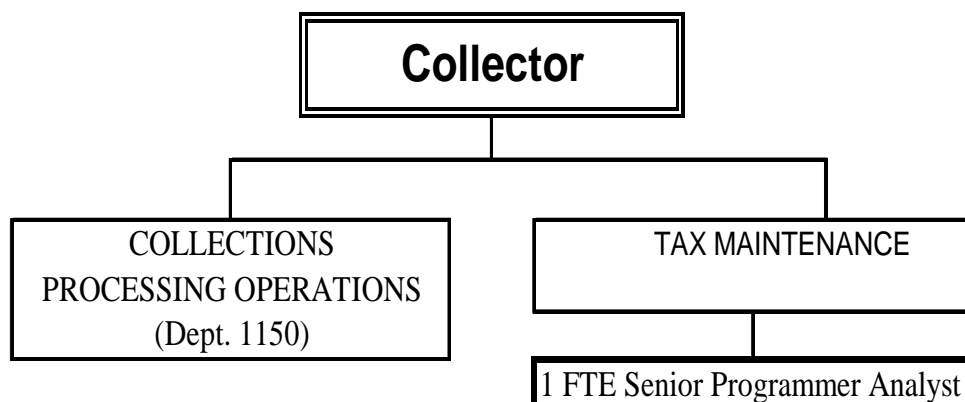 Collector
COLLECTIONS
PROCESSING OPERATIONS
(Dept. 1150)
TAX MAINTENANCE
1 FTE Senior Programmer Analyst